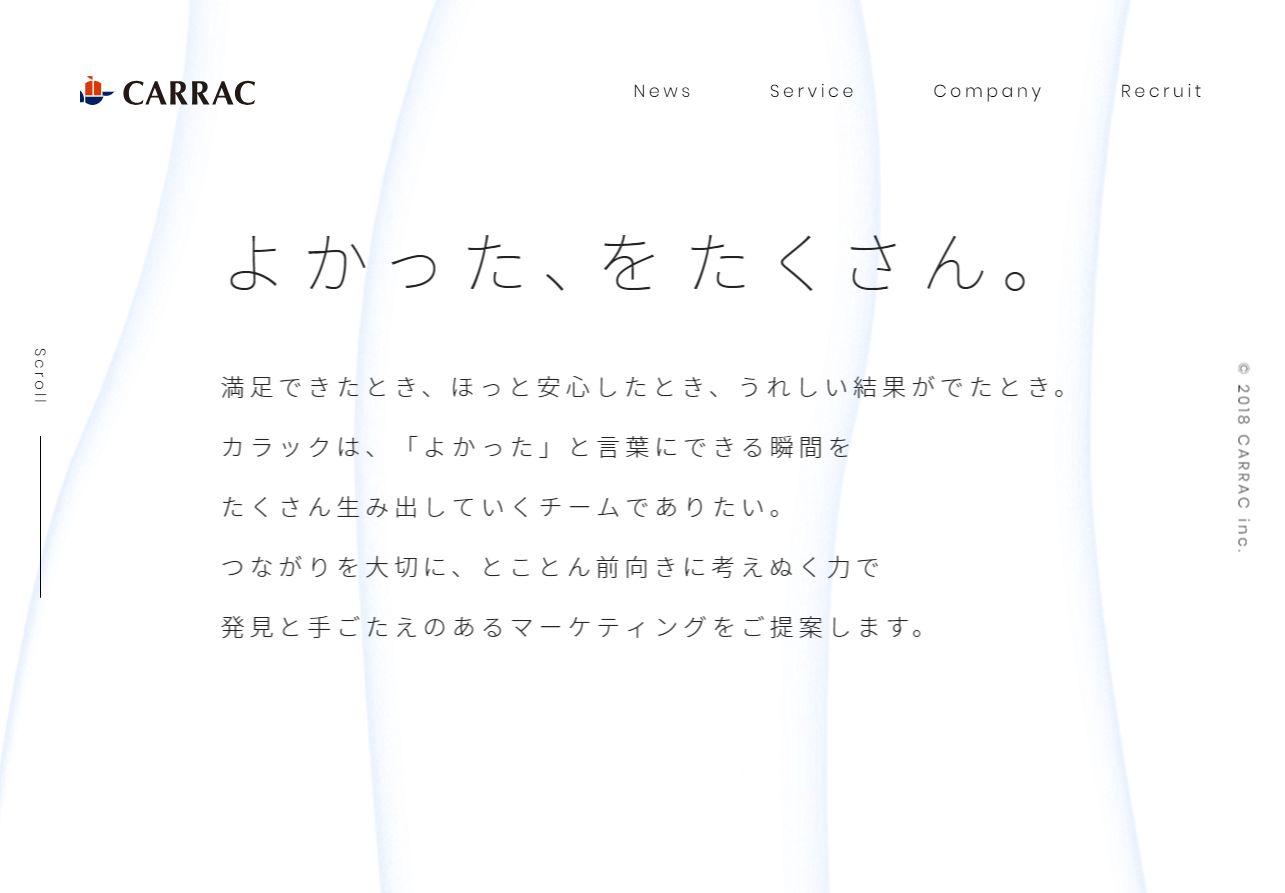 CARRAC
News
Service
Company
Recruit
よかった、をたくさん。
満足できたとき、ほっと安心したとき、うれしい結果がでたとき。
カラックは、「よかった」と言葉にできる瞬間を
たくさん生み出していくチームでありたい。
つながりを大切に、とことん前向きに考えぬく力で
発見と手ごたえのあるマーケティングをご提案します。
Scroll
© 2018 CARRAC inc.